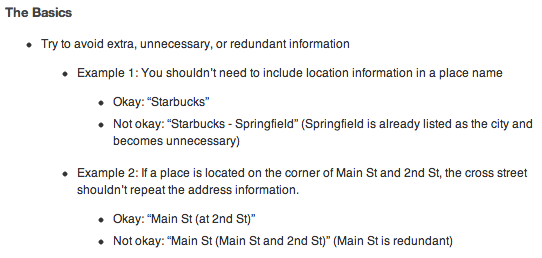 The Basics
Try to avoid extra, unnecessary, or redundant information
Example 1: You shouldn't need to include location information in a place name
Okay: “Starbucks”
Not okay: “Starbucks - Springfield” (Springfield is already listed as the city and
becomes unnecessary)
Example 2: If a place is located on the corner of Main St and 2nd St, the cross street
shouldn't repeat the address information.
Okay: “Main St (at 2nd St)”
Not okay: “Main St (Main St and 2nd St)” (Main St is redundant)